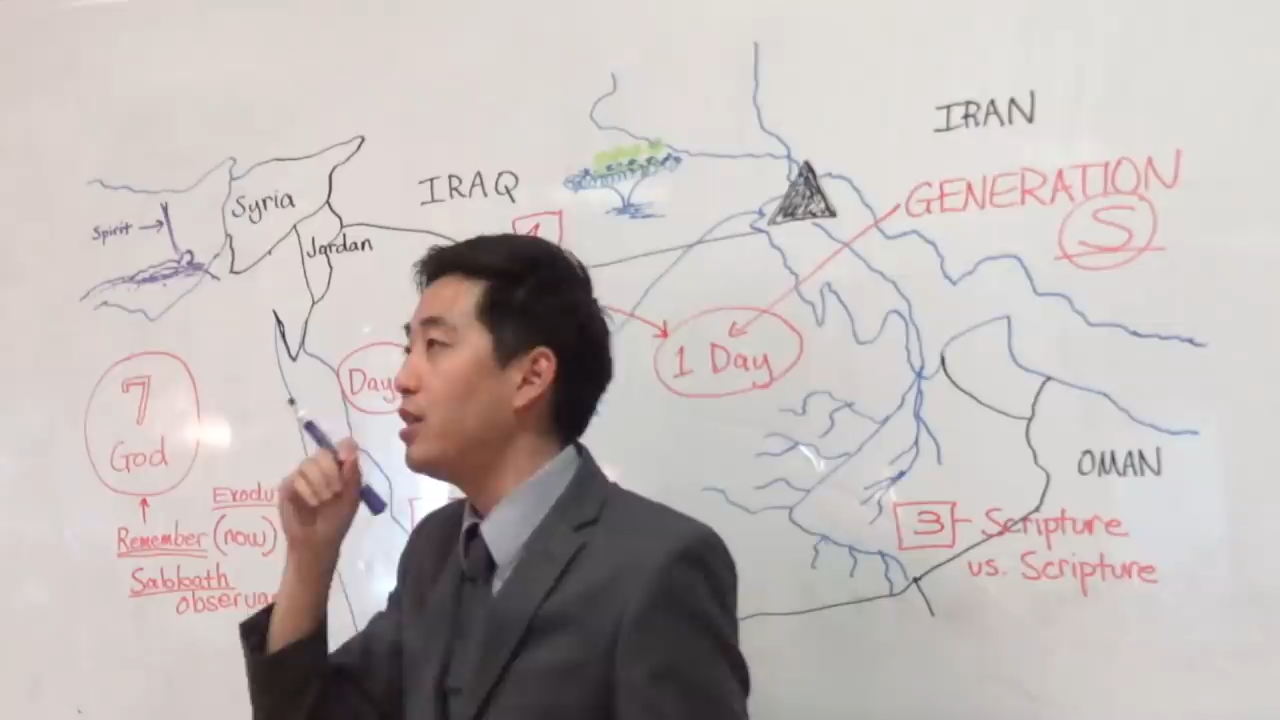 IRAN
GENERATION
S
IRAQ
Syria
Spirit
Jordan
1 Day
Day
7
God
OMAN
Remember (now)
Sabbath
3 Scripture
vs. Scripture